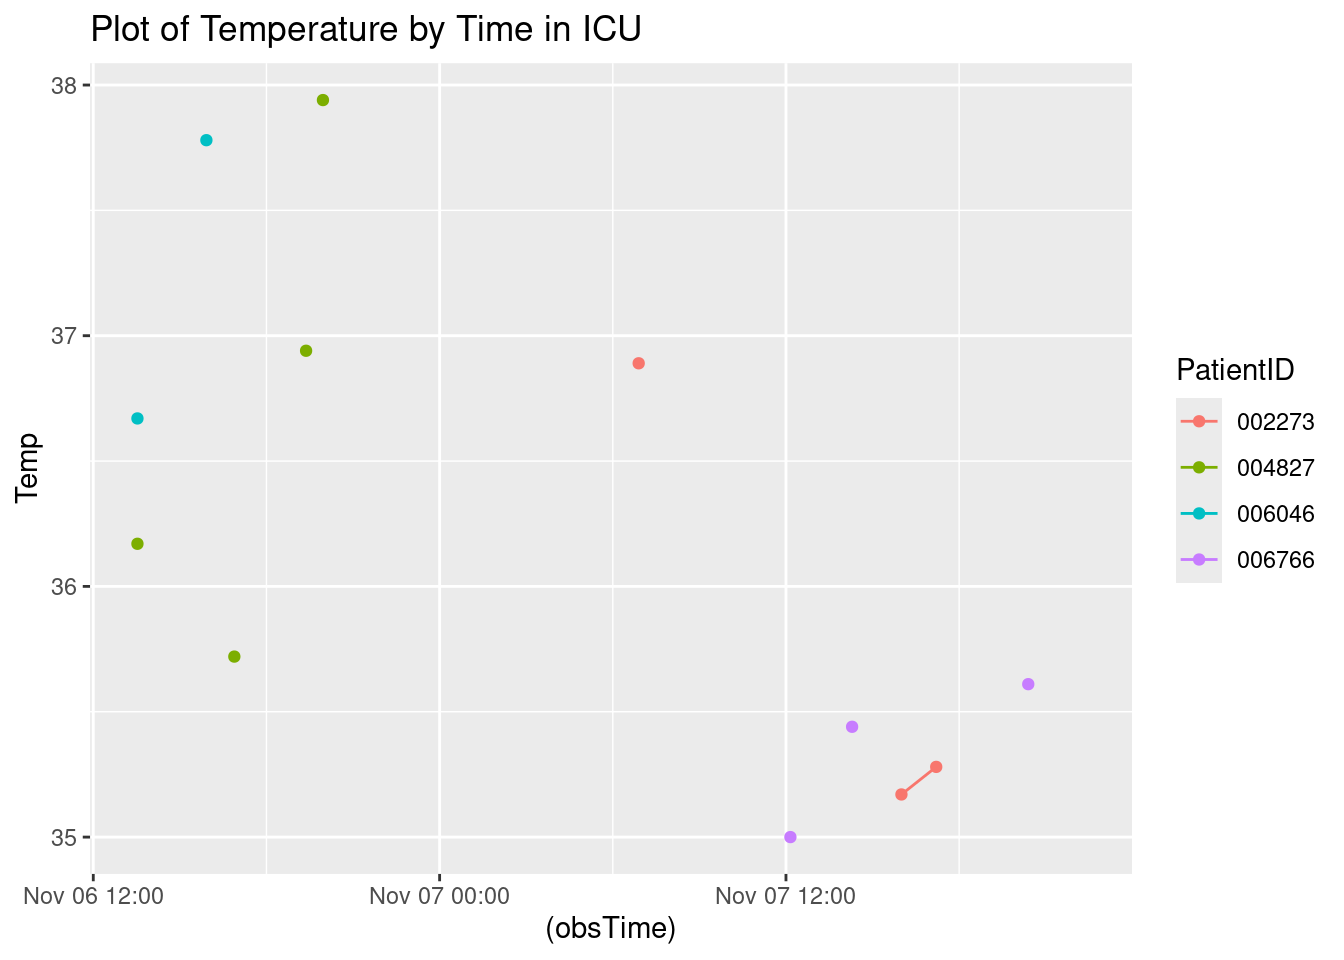 Plot of Temperature by Time in ICU
38
37
36
35
Temp
Nov 06 12:00
Nov 07 00:00
Nov 07 12:00
(obsTime)
PatientID
002273
004827
006046
006766